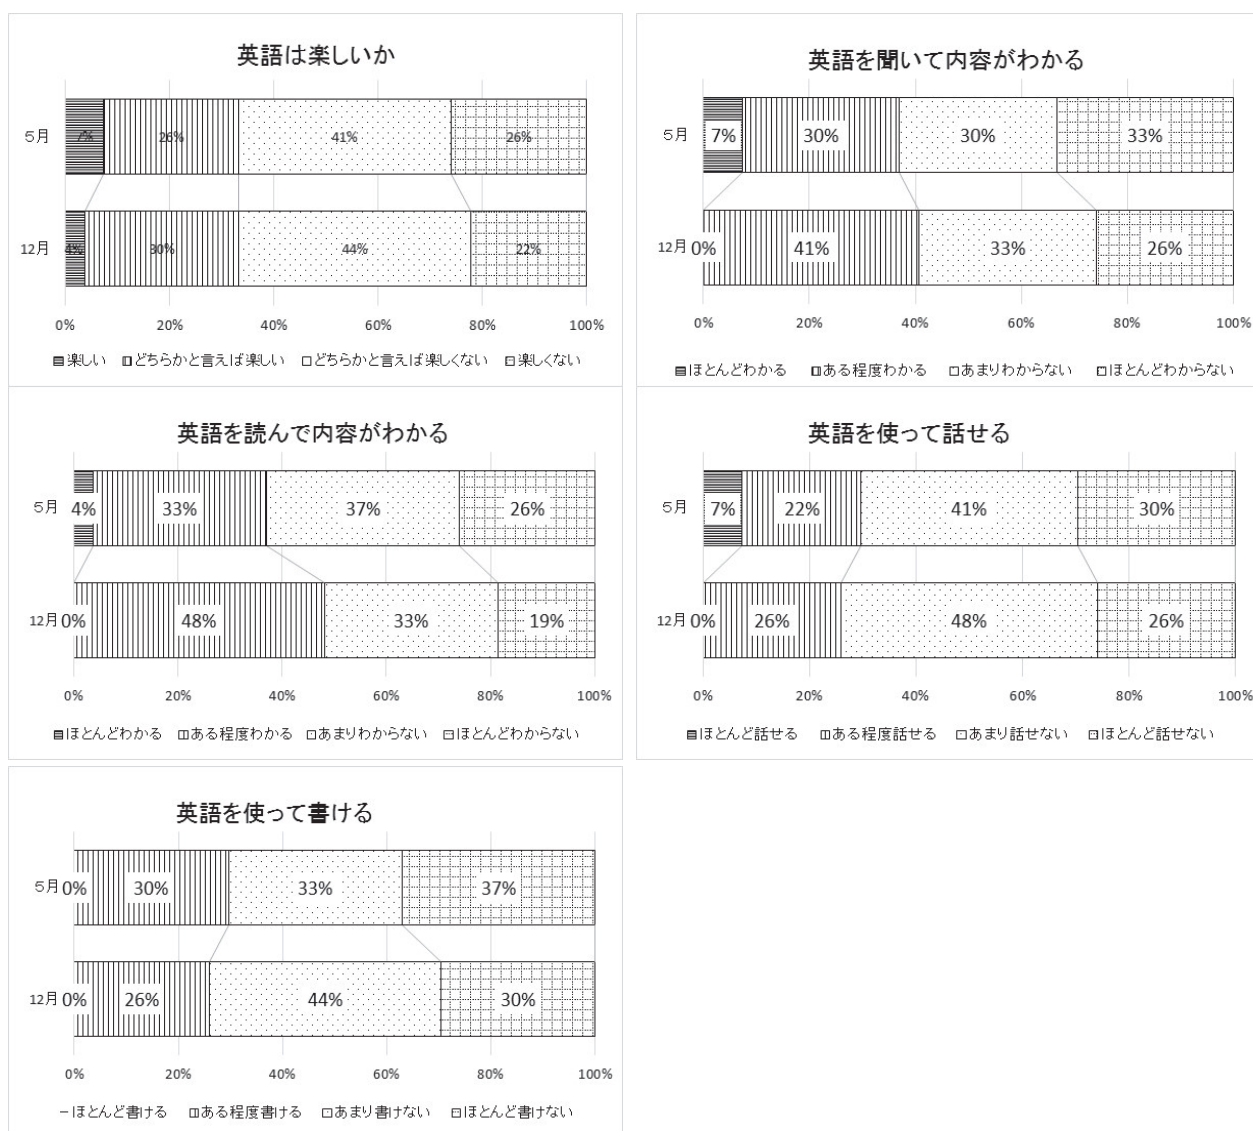 英語は楽しいか
5月
7%
26%
41%
26%
12月
4%
30%
44%
22%
0% 20% 40% 60% 80% 100%
楽しい どちらかと言えば楽しい どちらかと言えば楽しくない 楽しくない
英語を聞いて内容がわかる
5月
7%
30%
30%
33%
12月
0%
41%
33%
26%
0% 20% 40% 60% 80% 100%
ほとんどわかる ある程度わかる あまりわからない ほとんどわからない
英語を読んで内容がわかる
5月
4%
33%
37%
26%
12月
0%
48%
33%
19%
0% 20% 40% 60% 80% 100%
ほとんどわかる ある程度わかる あまりわからない ほとんどわからない
英語を使って話せる
5月
7%
22%
41%
30%
12月
0%
26%
48%
26%
0% 20% 40% 60% 80% 100%
ほとんど話せる ある程度話せる あまり話せない ほとんど話せない
英語を使って書ける
5月
0%
30%
33%
37%
12月
0%
26%
44%
30%
0% 20% 40% 60% 80% 100%
ほとんど書ける ある程度書ける あまり書けない ほとんど書けない